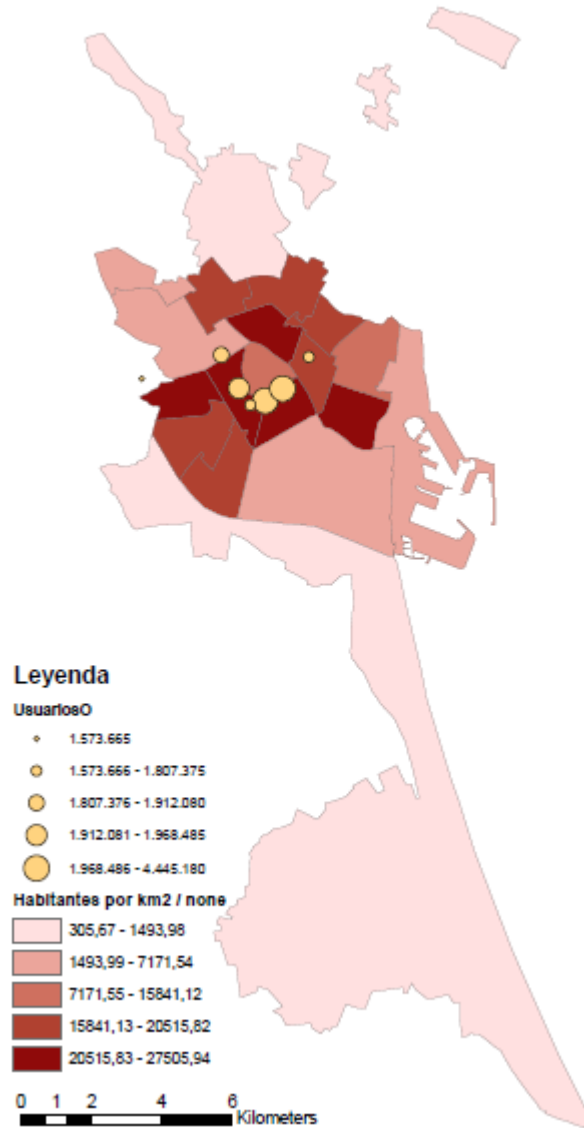 Leyenda
UsuariosO
1.573.665
1.573.666 - 1.807.375
1.807.376 - 1.912.080
1.912.081 - 1.968.485
1.968.486 - 4.445.180
Habitantes por km2 / none
305,67 - 1493,98
1493,99 - 7171,54
7171,55 - 15841,12
15841,13 - 20515,82
20515,83 - 27505,94
0 1 2 4 6
Kilometers